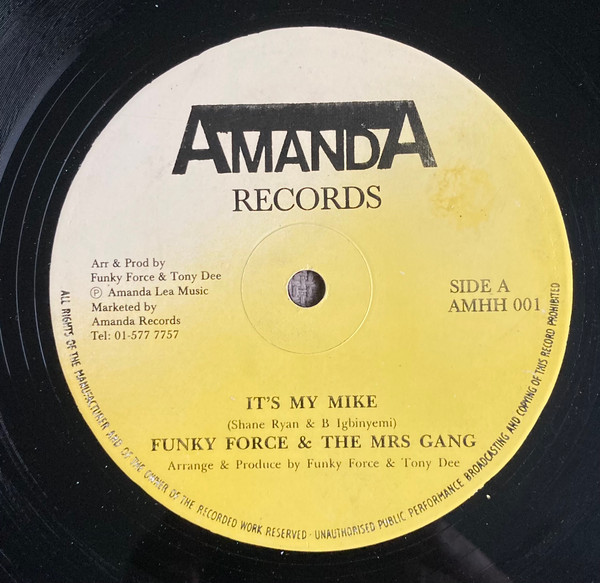 AMANDA
RECORDS
Arr & Prod by
Funky Force & Tony Dee
Ⓟ Amanda Lea Music
Marketed by
Amanda Records
Tel: 01-577 7757
SIDE A
AMHH 001
IT'S MY MIKE
(Shane Ryan & B Igbinyemi)
FUNKY FORCE & THE MRS GANG
Arrange & Produce by Funky Force & Tony Dee
ALL RIGHTS OF THE MANUFACTURER AND OF THE OWNER OF THE RECORDED WORK RESERVED · UNAUTHORISED PUBLIC PERFORMANCE BROADCASTING AND COPYING OF THIS RECORD PROHIBITED